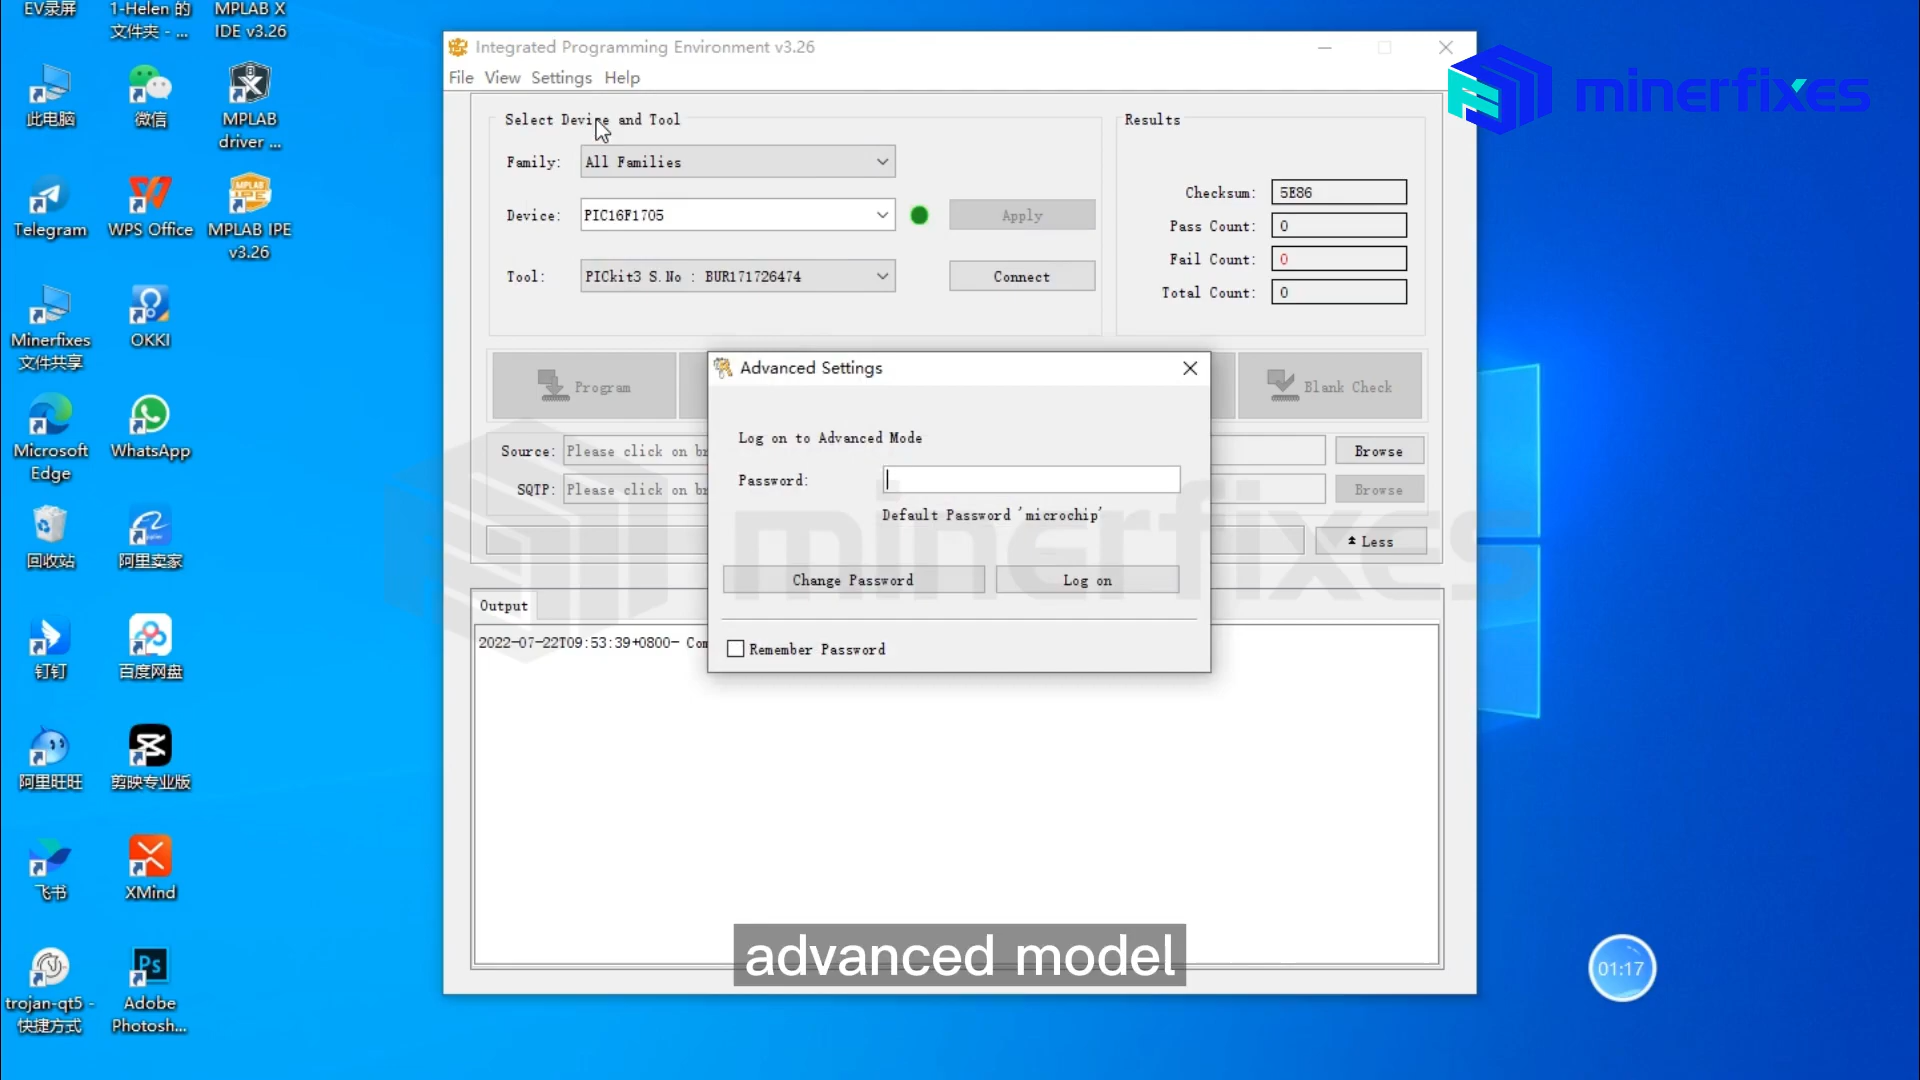 EV录屏
1-Helen 的
文件夹 - ...
MPLAB X
IDE v3.26
此电脑
微信
MPLAB
driver ...
Telegram
WPS Office
MPLAB IPE
v3.26
Minerfixes
文件共享
OKKI
Microsoft
Edge
WhatsApp
回收站
阿里卖家
钉钉
百度网盘
阿里旺旺
剪映专业版
飞书
XMind
trojan-qt5 -
快捷方式
Adobe
Photosh...
Integrated Programming Environment v3.26
File View Settings Help
Select Device and Tool
Family: All Families
Device: PIC16F1705
Apply
Tool: PICkit3 S.No : BUR171726474
Connect
Results
Checksum: 5E86
Pass Count: 0
Fail Count: 0
Total Count: 0
Program
Blank Check
Source: Please click on br
Browse
SQTP: Please click on br
Browse
Less
Output
2022-07-22T09:53:39+0800- Com
Advanced Settings
Log on to Advanced Mode
Password:
Default Password 'microchip'
Change Password
Log on
Remember Password
minerfixes
minerfixes
advanced model
01:17